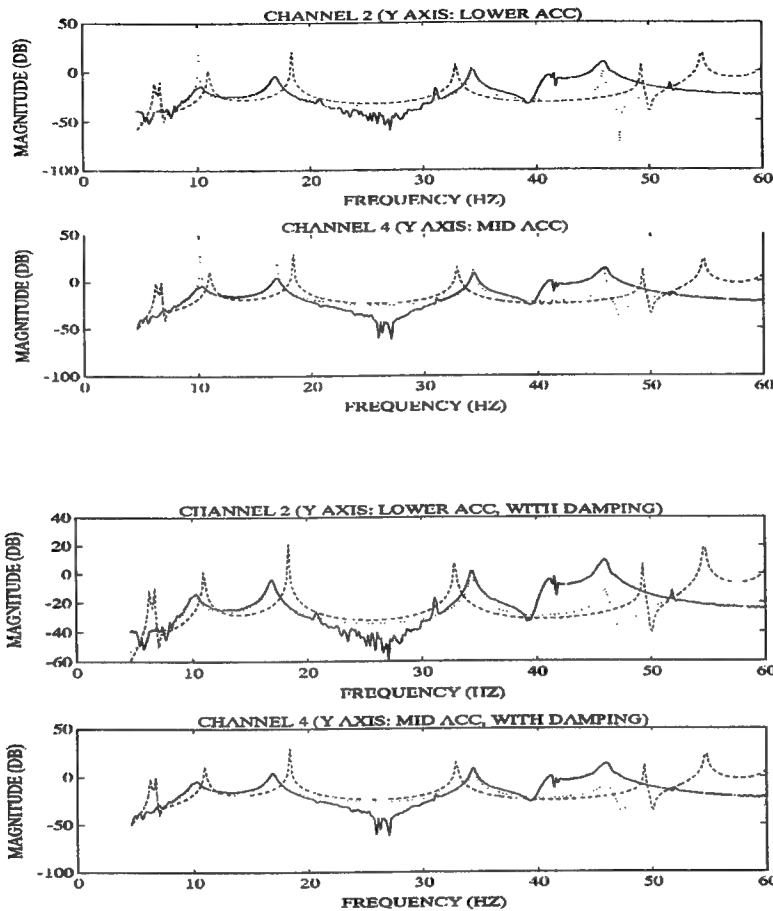 CHANNEL 2 (Y AXIS: LOWER ACC)
MAGNITUDE (DB)
50
0
-50
-100
0 10 20 30 40 50 60
FREQUENCY (HZ)
CHANNEL 4 (Y AXIS: MID ACC)
MAGNITUDE (DB)
50
0
-50
-100
0 10 20 30 40 50 60
FREQUENCY (HZ)
CHANNEL 2 (Y AXIS: LOWER ACC, WITH DAMPING)
MAGNITUDE (DB)
40
20
0
-20
-40
-60
0 10 20 30 40 50 60
FREQUENCY (HZ)
CHANNEL 4 (Y AXIS: MID ACC, WITH DAMPING)
MAGNITUDE (DB)
50
0
-50
-100
0 10 20 30 40 50 60
FREQUENCY (HZ)